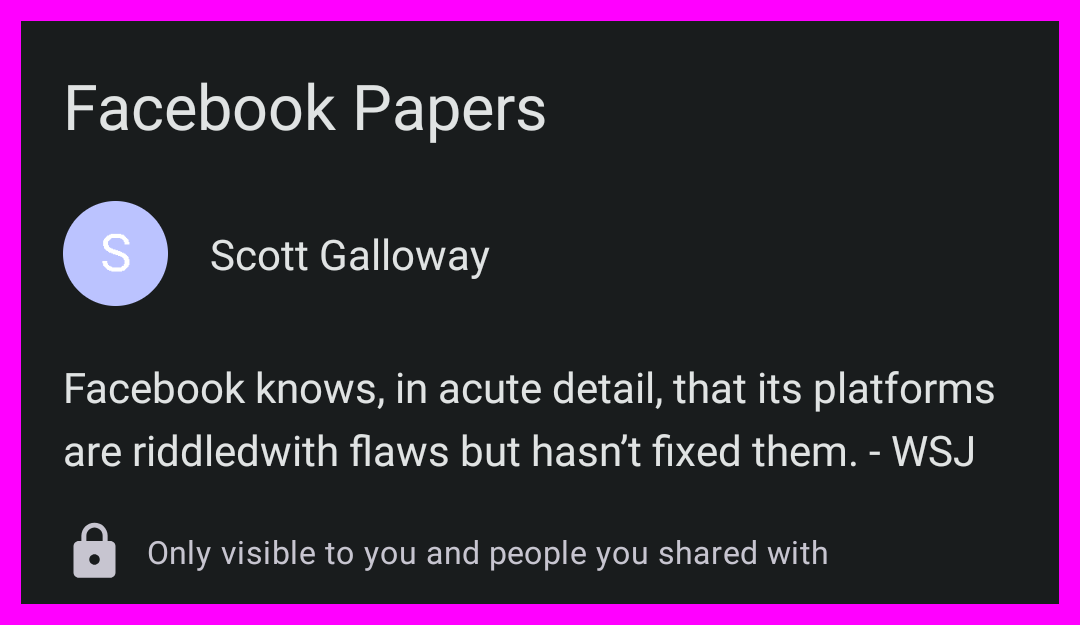 Facebook Papers
S
Scott Galloway
Facebook knows, in acute detail, that its platforms
are riddledwith flaws but hasn’t fixed them. - WSJ
Only visible to you and people you shared with